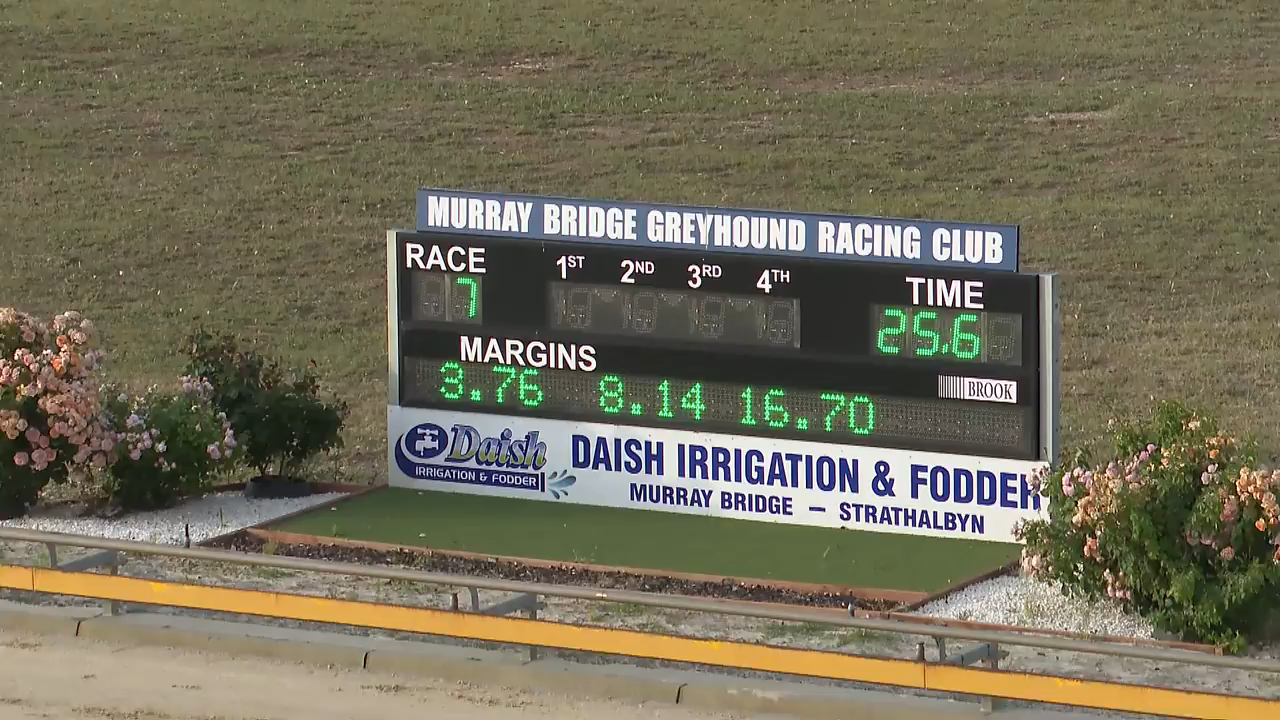 MURRAY BRIDGE GREYHOUND RACING CLUB
RACE 1ST 2ND 3RD 4TH TIME
7 25.6
MARGINS
BROOK
3.76 8.14 16.70
Daish
IRRIGATION & FODDER
DAISH IRRIGATION & FODDER
MURRAY BRIDGE – STRATHALBYN